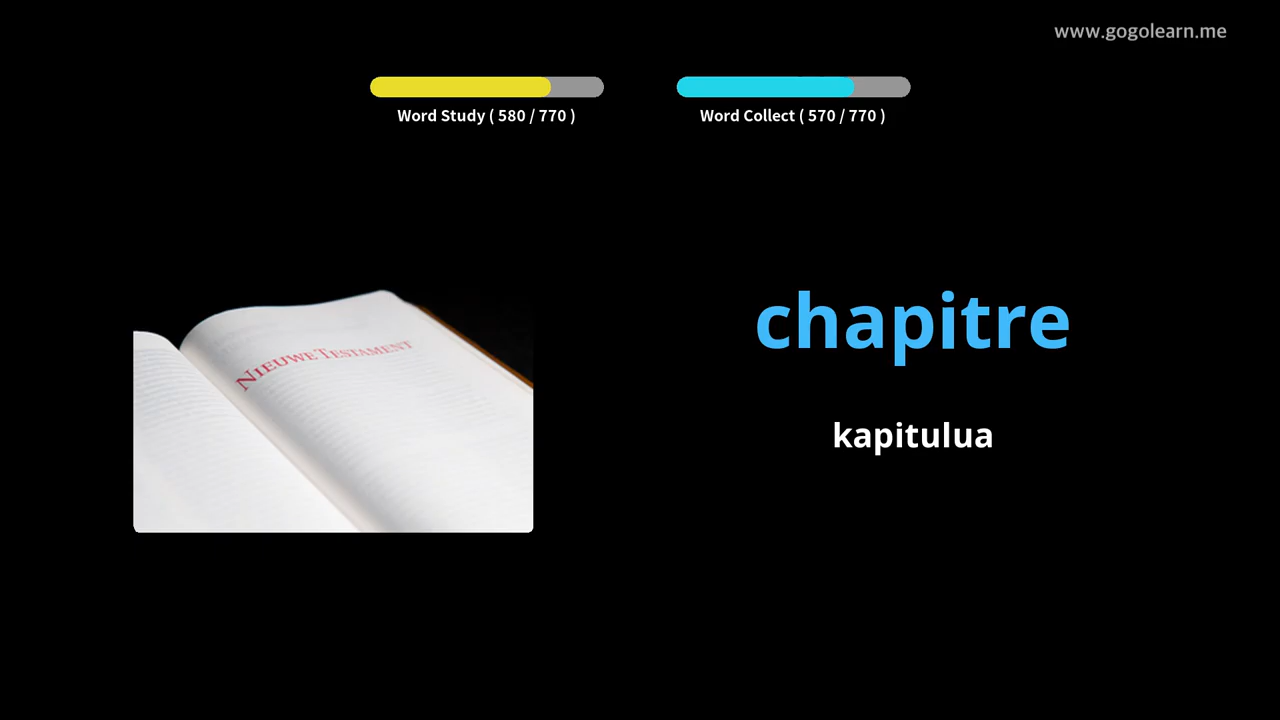 www.gogolearn.me
Word Study ( 580 / 770 )
Word Collect ( 570 / 770 )
NIEUWE TESTAMENT
chapitre
kapitulua